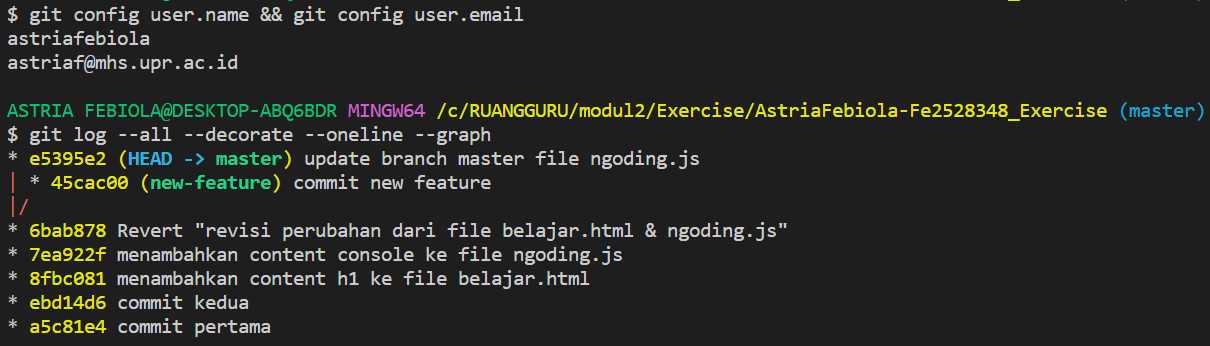 $ git config user.name && git config user.email
astriafebiola
astriaf@mhs.upr.ac.id
ASTRIA FEBIOLA@DESKTOP-ABQ6BDR MINGW64 /c/RUANGGURU/modul2/Exercise/AstriaFebiola-Fe2528348_Exercise (master)
$ git log --all --decorate --oneline --graph
* e5395e2 (HEAD -> master) update branch master file ngoding.js
| * 45cac00 (new-feature) commit new feature
|/
* 6bab878 Revert "revisi perubahan dari file belajar.html & ngoding.js"
* 7ea922f menambahkan content console ke file ngoding.js
* 8fbc081 menambahkan content h1 ke file belajar.html
* ebd14d6 commit kedua
* a5c81e4 commit pertama